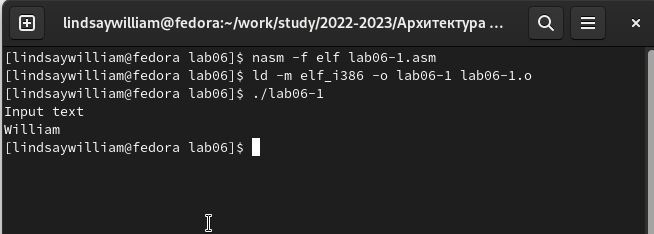 lindsaywilliam@fedora:~/work/study/2022-2023/Архитектура ...
[lindsaywilliam@fedora lab06]$ nasm -f elf lab06-1.asm
[lindsaywilliam@fedora lab06]$ ld -m elf_i386 -o lab06-1 lab06-1.o
[lindsaywilliam@fedora lab06]$ ./lab06-1
Input text
William
[lindsaywilliam@fedora lab06]$